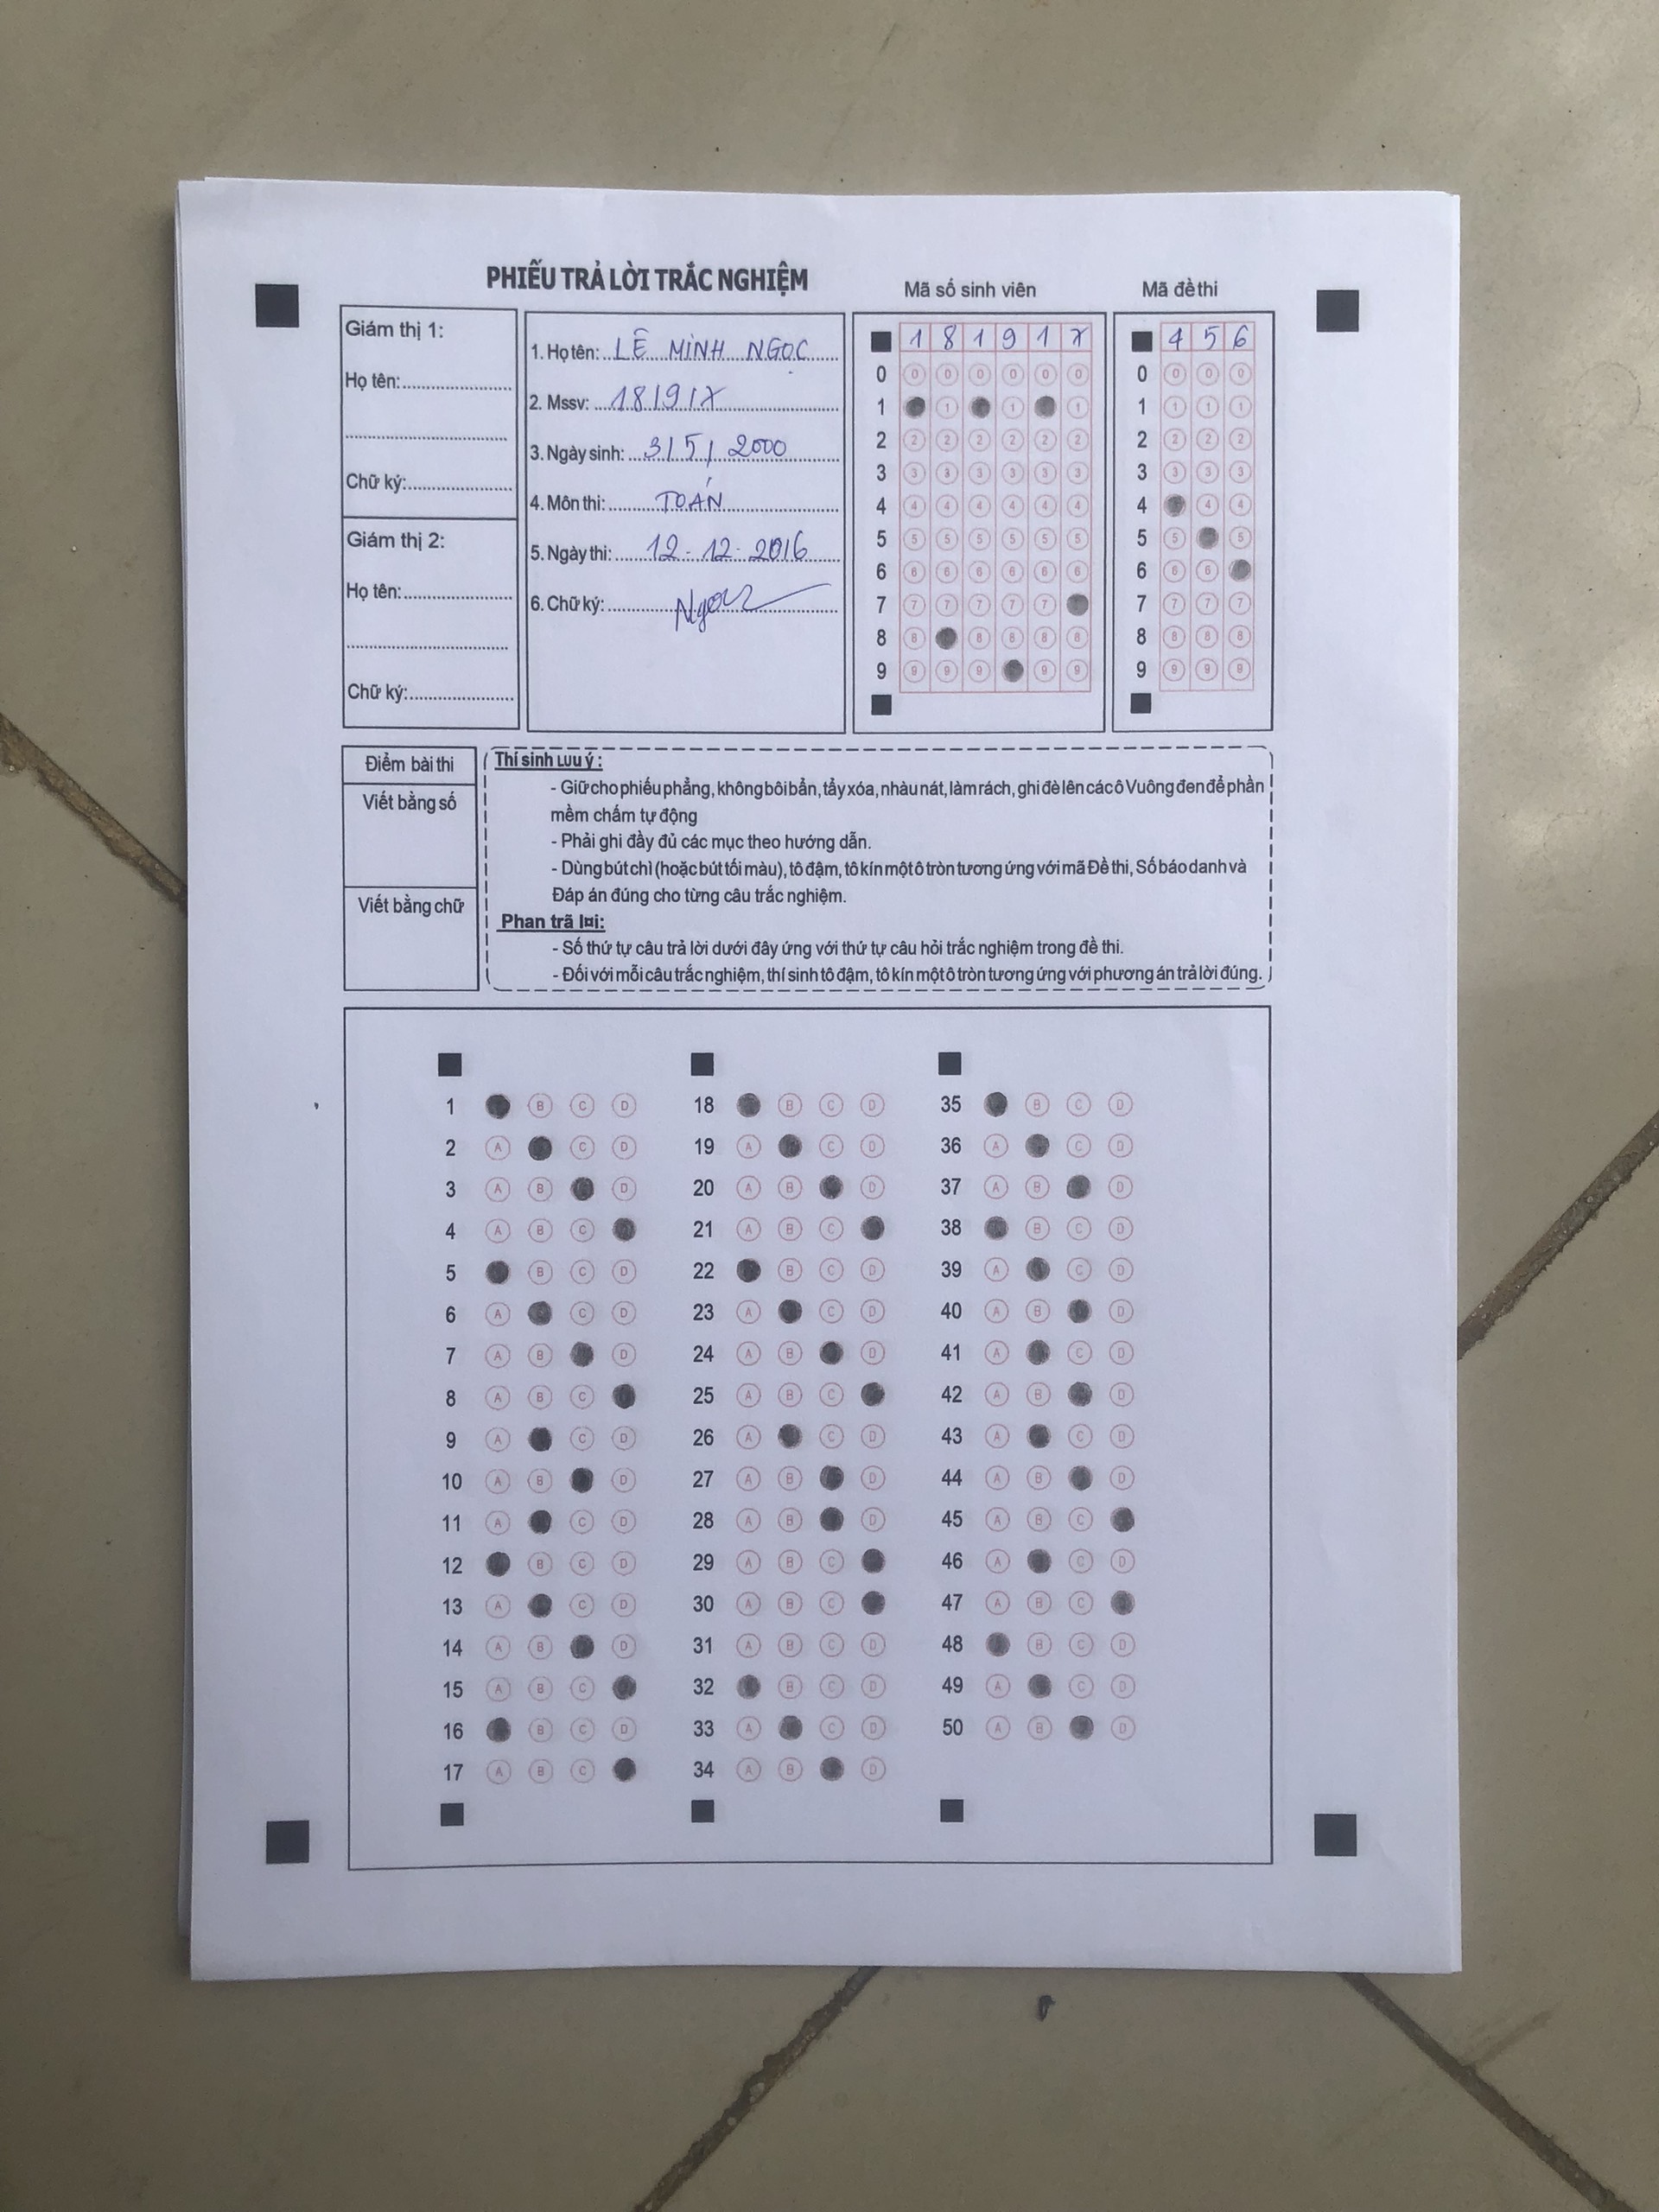 PHIẾU TRẢ LỜI TRẮC NGHIỆM
Mã số sinh viên
Mã đề thi
Giám thị 1:
Họ tên:
Chữ ký:
Giám thị 2:
Họ tên:
Chữ ký:
1. Họ tên: LÊ MINH NGỌC
2. Mssv: 181917
3. Ngày sinh: 3/5/2000
4. Môn thi: TOÁN
5. Ngày thi: 12-12-2016
6. Chữ ký: Ngọc
1 8 1 9 1 7
0 0 0 0 0 0 0
1 1 1 1
2 2 2 2 2 2 2
3 3 3 3 3 3 3
4 4 4 4 4 4 4
5 5 5 5 5 5 5
6 6 6 6 6 6 6
7 7 7 7 7 7
8 8 8 8 8 8
9 9 9 9 9 9
4 5 6
0 0 0 0
1 1 1 1
2 2 2 2
3 3 3 3
4 4 4
5 5 5
6 6 6
7 7 7 7
8 8 8 8
9 9 9 9
Điểm bài thi
Viết bằng số
Viết bằng chữ
Thí sinh Lưu ý :
- Giữ cho phiếu phẳng, không bôi bẩn, tẩy xóa, nhàu nát, làm rách, ghi đè lên các ô Vuông đen để phần
mềm chấm tự động
- Phải ghi đầy đủ các mục theo hướng dẫn.
- Dùng bút chì (hoặc bút tối màu), tô đậm, tô kín một ô tròn tương ứng với mã Đề thi, Số báo danh và
Đáp án đúng cho từng câu trắc nghiệm.
Phan trã lơi:
- Số thứ tự câu trả lời dưới đây ứng với thứ tự câu hỏi trắc nghiệm trong đề thi.
- Đối với mỗi câu trắc nghiệm, thí sinh tô đậm, tô kín một ô tròn tương ứng với phương án trả lời đúng.
1 B C D
2 A C D
3 A B D
4 A B C
5 B C D
6 A C D
7 A B D
8 A B C
9 A C D
10 A B D
11 A C D
12 B C D
13 A C D
14 A B D
15 A B C
16 B C D
17 A B C
18 B C D
19 A C D
20 A B D
21 A B C
22 B C D
23 A C D
24 A B D
25 A B C
26 A C D
27 A B D
28 A B D
29 A B C
30 A B C
31 A B C D
32 B C D
33 A C D
34 A B D
35 B C D
36 A C D
37 A B D
38 B C D
39 A C D
40 A B D
41 A C D
42 A B D
43 A C D
44 A B D
45 A B C
46 A C D
47 A B C
48 B C D
49 A C D
50 A B D